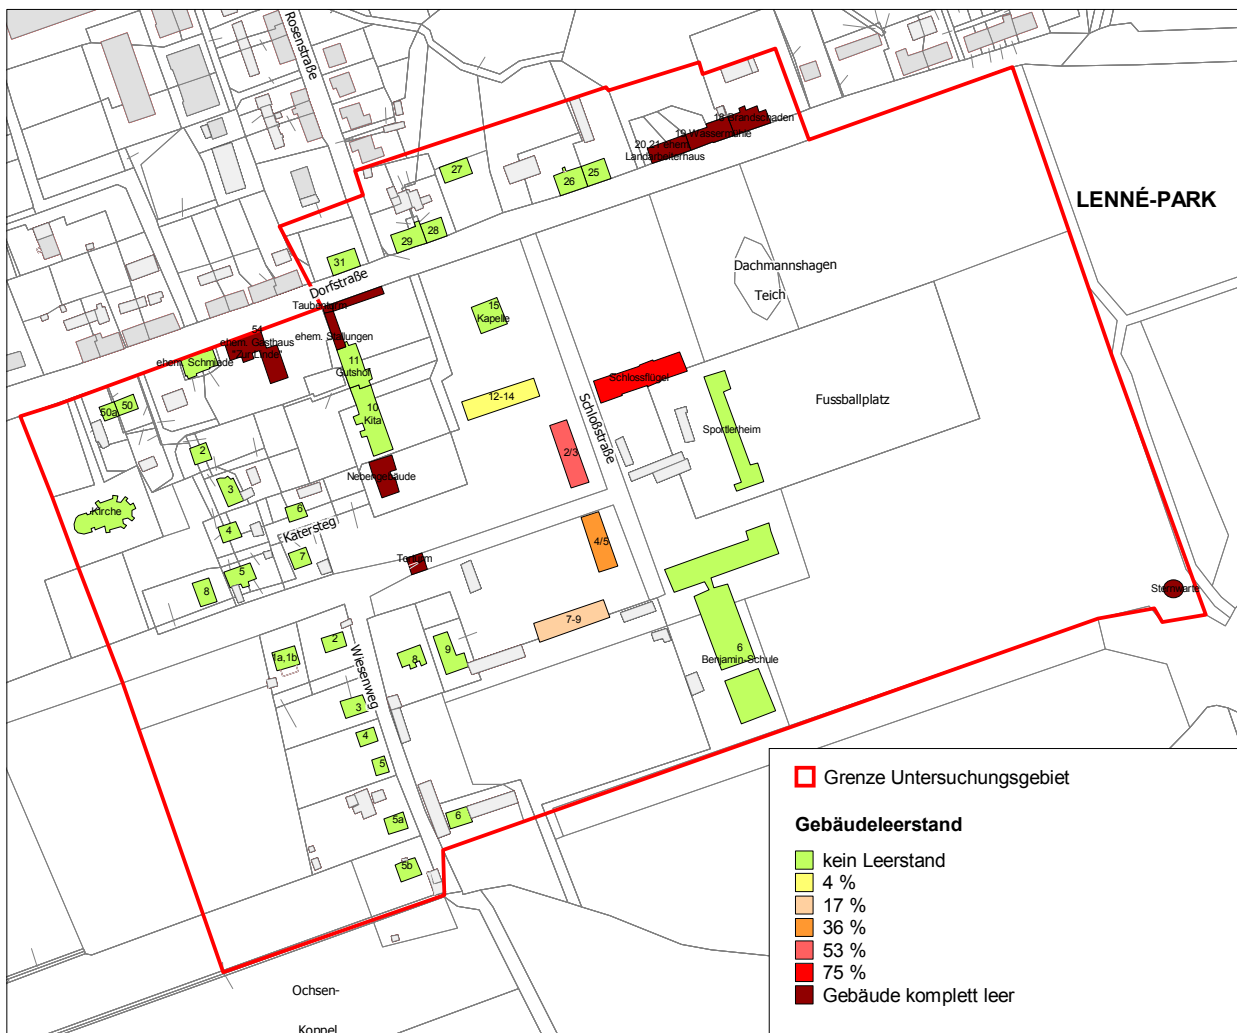 Rosenstraße
18 Brandschaden
19 Wassermühle
20,21 ehem.
Landarbeiterhaus
27
26
25
LENNÉ-PARK
28
29
31
Dorfstraße
Dachmannshagen
Teich
Taubenturm
15
Kapelle
54
ehem. Gasthaus
"Zur Linde"
ehem. Stallungen
ehem. Schmiede
11
Gutshof
Schlossflügel
12-14
Schloßstraße
Fussballplatz
50
50a
10
Kita
Sportlerheim
2
2/3
Nebengebäude
3
Kirche
6
Katersteg
4
4/5
7
Torturm
5
8
Sternwarte
7-9
2
1a,1b
Wiesenweg
8
9
6
Benjamin-Schule
3
4
5
5a
6
5b
Grenze Untersuchungsgebiet
Gebäudeleerstand
kein Leerstand
4 %
17 %
36 %
53 %
75 %
Gebäude komplett leer
Ochsen-
Koppel